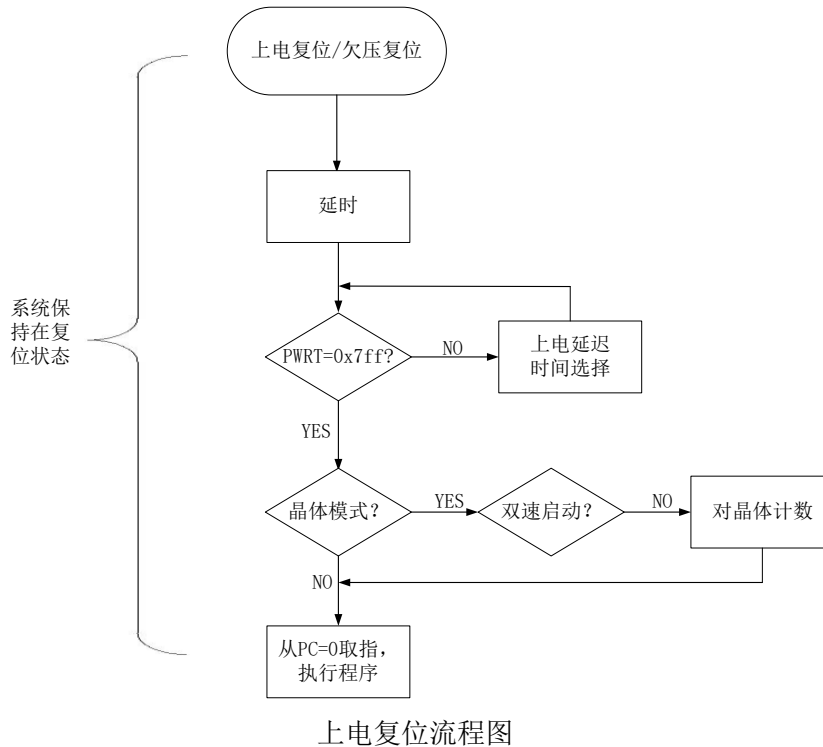 上电复位/欠压复位
延时
系统保
持在复
位状态
PWRT=0x7ff?
NO
上电延迟
时间选择
YES
晶体模式?
YES
双速启动?
NO
对晶体计数
NO
从PC=0取指,
执行程序
上电复位流程图